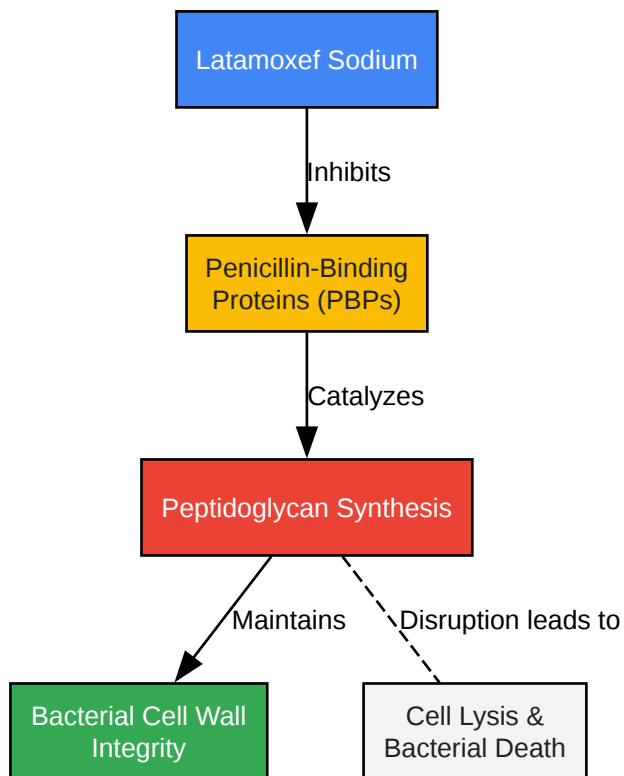 Latamoxef Sodium
Inhibits
Penicillin-Binding
Proteins (PBPs)
Catalyzes
Peptidoglycan Synthesis
Maintains
Disruption leads to
Bacterial Cell Wall
Integrity
Cell Lysis &
Bacterial Death